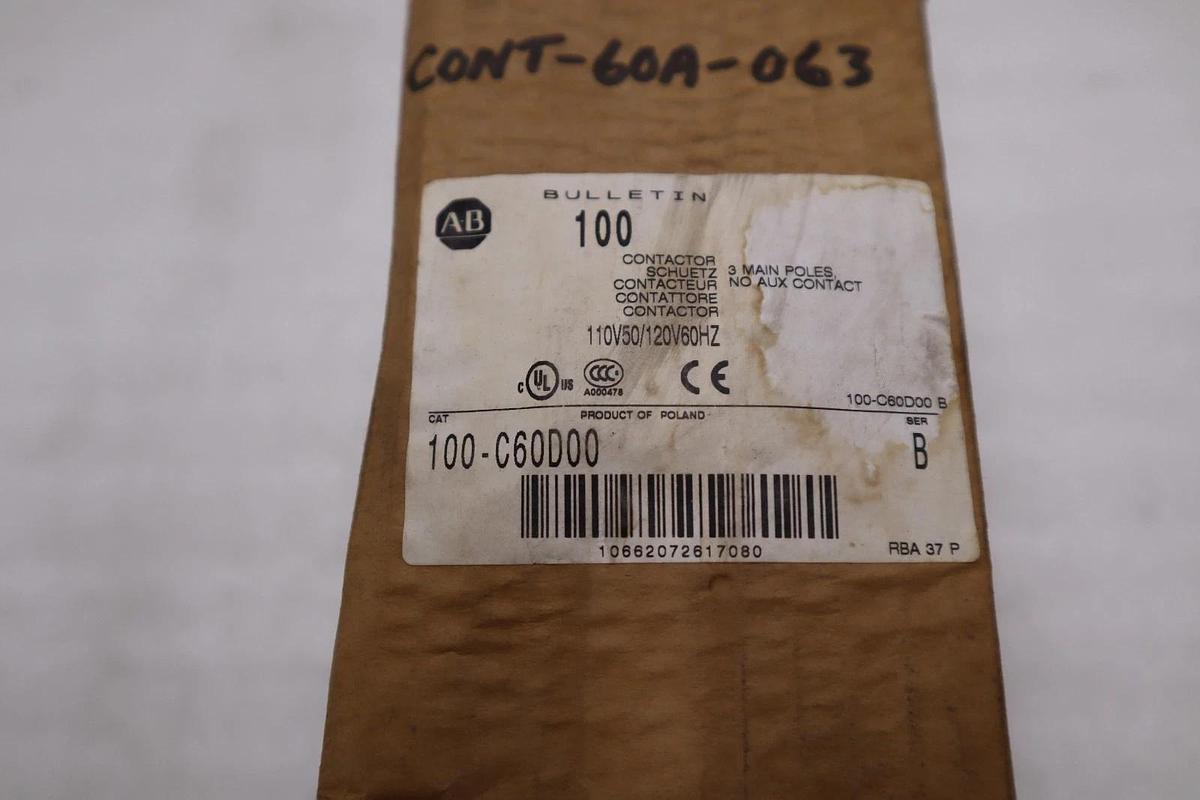 CONT-60A-063
A-B
BULLETIN
100
CONTACTOR
SCHUETZ 3 MAIN POLES,
CONTACTEUR NO AUX CONTACT
CONTATTORE
CONTACTOR
110V50/120V60HZ
C UL US CCC CE
A000478
100-C60D00 B
CAT PRODUCT OF POLAND SER
100-C60D00 B
10662072617080
RBA 37 P